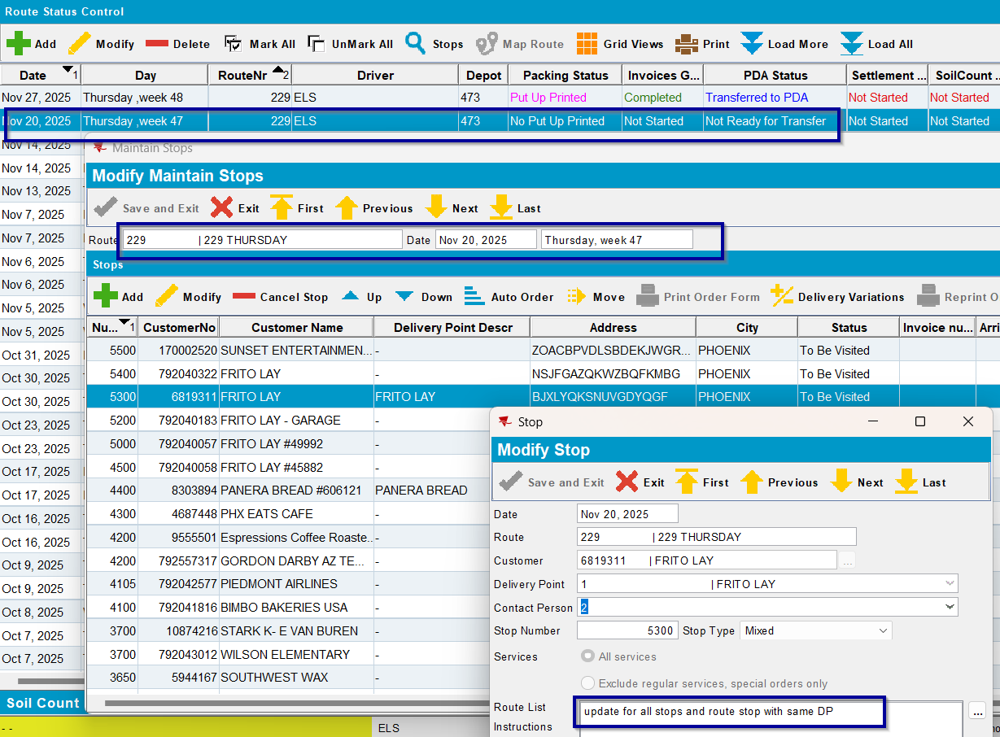 Route Status Control
Add Modify Delete Mark All UnMark All Stops Map Route Grid Views Print Load More Load All
Date 1 Day RouteNr 2 Driver Depot Packing Status Invoices G... PDA Status Settlement ... SoilCount ..
Nov 27, 2025 Thursday ,week 48 229 ELS 473 Put Up Printed Completed Transferred to PDA Not Started Not Started
Nov 20, 2025 Thursday ,week 47 229 ELS 473 No Put Up Printed Not Started Not Ready for Transfer Not Started Not Started
Nov 14, 2025
Nov 14, 2025
Nov 13, 2025
Nov 7, 2025
Nov 7, 2025
Nov 6, 2025
Nov 6, 2025
Nov 5, 2025
Nov 5, 2025
Oct 31, 2025
Oct 30, 2025
Oct 30, 2025
Oct 23, 2025
Oct 23, 2025
Oct 17, 2025
Oct 17, 2025
Oct 16, 2025
Oct 16, 2025
Oct 9, 2025
Oct 9, 2025
Oct 8, 2025
Oct 7, 2025
Oct 7, 2025
Soil Count
- -
ELS
Maintain Stops
Modify Maintain Stops
Save and Exit Exit First Previous Next Last
Route 229 | 229 THURSDAY Date Nov 20, 2025 Thursday, week 47
Stops
Add Modify Cancel Stop Up Down Auto Order Move Print Order Form Delivery Variations Reprint O
Nu... 1 CustomerNo Customer Name Delivery Point Descr Address City Status Invoice nu... Arri
5500 170002520 SUNSET ENTERTAINMEN... - ZOACBPVDLSBDEKJWGR... PHOENIX To Be Visited
5400 792040322 FRITO LAY - NSJFGAZQKWZBQFKMBG PHOENIX To Be Visited
5300 6819311 FRITO LAY FRITO LAY BJXLYQKSNUVGDYQGF PHOENIX To Be Visited
5200 792040183 FRITO LAY - GARAGE -
5000 792040057 FRITO LAY #49992 -
4500 792040058 FRITO LAY #45882 -
4400 8303894 PANERA BREAD #606121 PANERA BREAD
4300 4687448 PHX EATS CAFE -
4200 9555501 Espressions Coffee Roaste.. -
4200 792557317 GORDON DARBY AZ TE... -
4105 792042577 PIEDMONT AIRLINES -
4100 792041816 BIMBO BAKERIES USA -
3700 10874216 STARK K- E VAN BUREN -
3700 792043012 WILSON ELEMENTARY -
3650 5944167 SOUTHWEST WAX -
Stop
Modify Stop
Save and Exit Exit First Previous Next Last
Date Nov 20, 2025
Route 229 | 229 THURSDAY
Customer 6819311 | FRITO LAY ...
Delivery Point 1 | FRITO LAY
Contact Person 2
Stop Number 5300 Stop Type Mixed
Services All services
Exclude regular services, special orders only
Route List update for all stops and route stop with same DP ...
Instructions